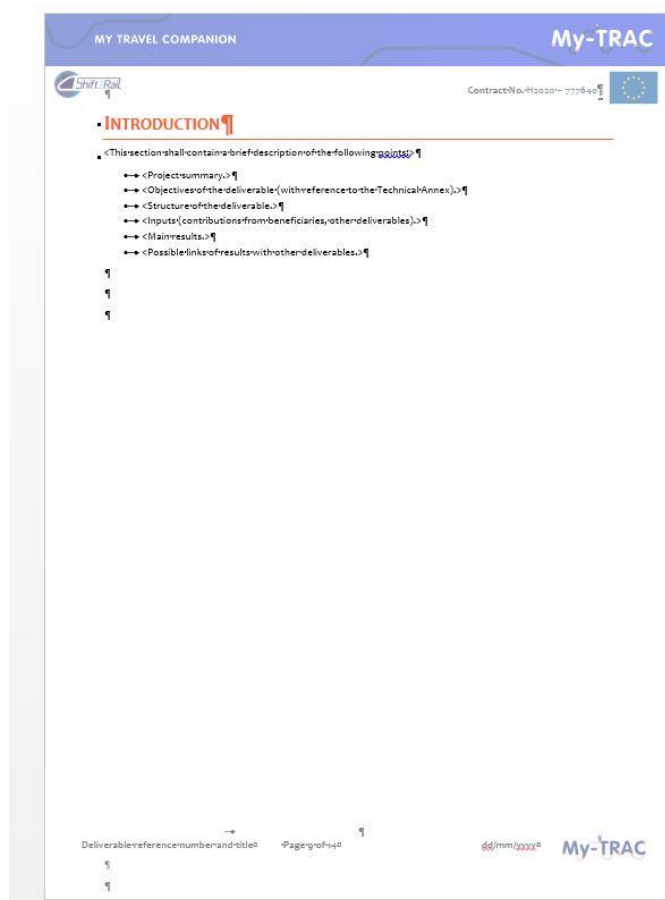 MY TRAVEL COMPANION
My-TRAC
Shift2Rail
Contract No. H2020 – 777640
INTRODUCTION
<This section shall contain a brief description of the following points:>
<Project summary.>
<Objectives of the deliverable (with reference to the Technical Annex).>
<Structure of the deliverable.>
<Inputs (contributions from beneficiaries, other deliverables).>
<Main results.>
<Possible links of results with other deliverables.>
Deliverable reference number and title
Page 9 of 14
dd/mm/yyyy
My-TRAC